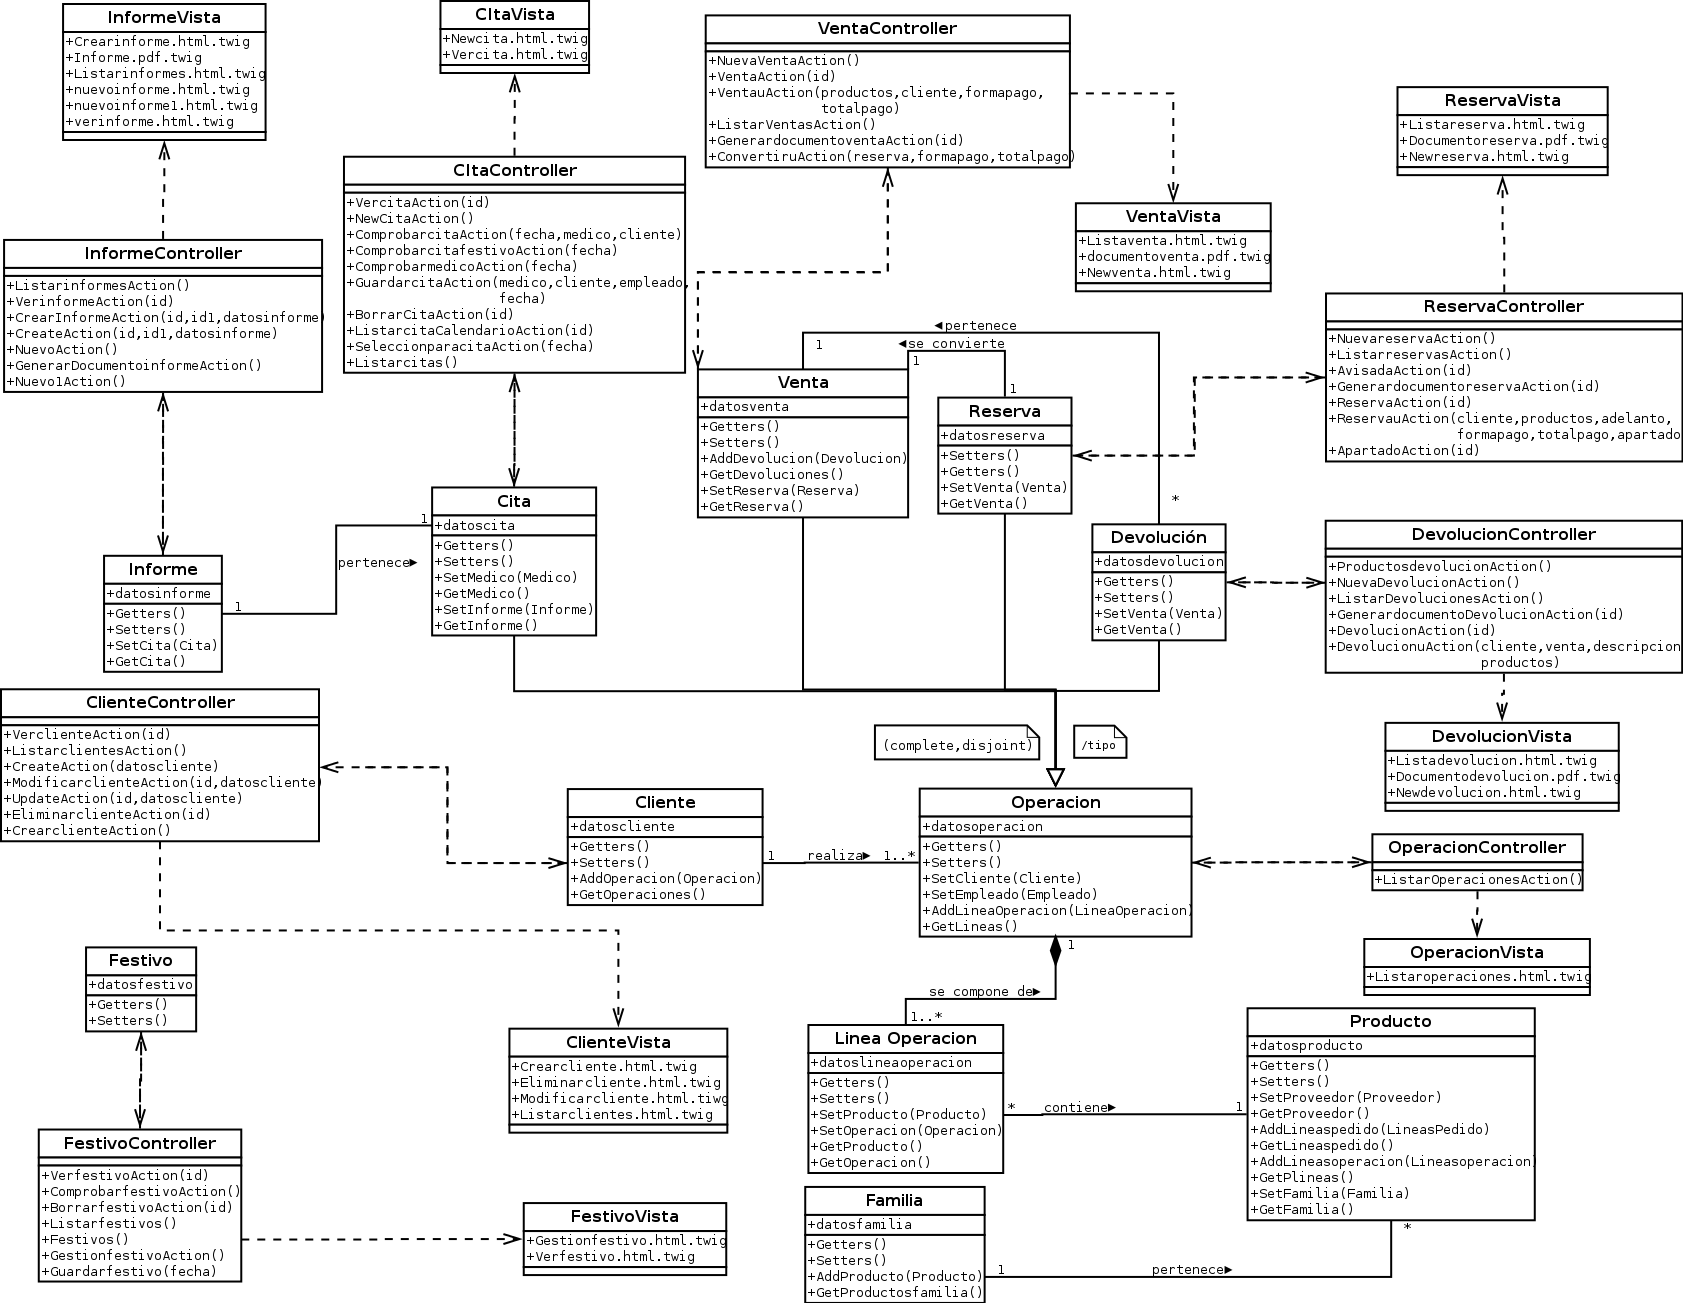 InformeVista
+Crearinforme.html.twig
+Informe.pdf.twig
+Listarinformes.html.twig
+nuevoinforme.html.twig
+nuevoinforme1.html.twig
+verinforme.html.twig
CItaVista
+Newcita.html.twig
+Vercita.html.twig
VentaController
+NuevaVentaAction()
+VentaAction(id)
+VentauAction(productos,cliente,formapago,
totalpago)
+ListarVentasAction()
+GenerardocumentoventaAction(id)
+ConvertiruAction(reserva,formapago,totalpago)
ReservaVista
+Listareserva.html.twig
+Documentoreserva.pdf.twig
+Newreserva.html.twig
CItaController
+VercitaAction(id)
+NewCitaAction()
+ComprobarcitaAction(fecha,medico,cliente)
+ComprobarcitafestivoAction(fecha)
+ComprobarmedicoAction(fecha)
+GuardarcitaAction(medico,cliente,empleado,
fecha)
+BorrarCitaAction(id)
+ListarcitaCalendarioAction(id)
+SeleccionparacitaAction(fecha)
+Listarcitas()
VentaVista
+Listaventa.html.twig
+documentoventa.pdf.twig
+Newventa.html.twig
InformeController
+ListarinformesAction()
+VerinformeAction(id)
+CrearInformeAction(id,id1,datosinforme)
+CreateAction(id,id1,datosinforme)
+NuevoAction()
+GenerarDocumentoinformeAction()
+Nuevo1Action()
ReservaController
+NuevareservaAction()
+ListarreservasAction()
+AvisadaAction(id)
+GenerardocumentoreservaAction(id)
+ReservaAction(id)
+ReservauAction(cliente,productos,adelanto,
formapago,totalpago,apartado
+ApartadoAction(id)
◀pertenece
1
◀se convierte
1
1
*
Venta
+datosventa
+Getters()
+Setters()
+AddDevolucion(Devolucion)
+GetDevoluciones()
+SetReserva(Reserva)
+GetReserva()
Reserva
+datosreserva
+Setters()
+Getters()
+SetVenta(Venta)
+GetVenta()
Cita
+datoscita
+Getters()
+Setters()
+SetMedico(Medico)
+GetMedico()
+SetInforme(Informe)
+GetInforme()
1
pertenece▶
1
Informe
+datosinforme
+Getters()
+Setters()
+SetCita(Cita)
+GetCita()
Devolución
+datosdevolucion
+Getters()
+Setters()
+SetVenta(Venta)
+GetVenta()
DevolucionController
+ProductosdevolucionAction()
+NuevaDevolucionAction()
+ListarDevolucionesAction()
+GenerardocumentoDevolucionAction(id)
+DevolucionAction(id)
+DevolucionuAction(cliente,venta,descripcion
productos)
ClienteController
+VerclienteAction(id)
+ListarclientesAction()
+CreateAction(datoscliente)
+ModificarclienteAction(id,datoscliente)
+UpdateAction(id,datoscliente)
+EliminarclienteAction(id)
+CrearclienteAction()
(complete,disjoint)
/tipo
DevolucionVista
+Listadevolucion.html.twig
+Documentodevolucion.pdf.twig
+Newdevolucion.html.twig
Cliente
+datoscliente
+Getters()
+Setters()
+AddOperacion(Operacion)
+GetOperaciones()
1
realiza▶
1..*
Operacion
+datosoperacion
+Getters()
+Setters()
+SetCliente(Cliente)
+SetEmpleado(Empleado)
+AddLineaOperacion(LineaOperacion)
+GetLineas()
OperacionController
+ListarOperacionesAction()
OperacionVista
+Listaroperaciones.html.twig
1
se compone de▶
1..*
Festivo
+datosfestivo
+Getters()
+Setters()
ClienteVista
+Crearcliente.html.twig
+Eliminarcliente.html.twig
+Modificarcliente.html.tiwg
+Listarclientes.html.twig
Linea Operacion
+datoslineaoperacion
+Getters()
+Setters()
+SetProducto(Producto)
+SetOperacion(Operacion)
+GetProducto()
+GetOperacion()
*
contiene▶
1
Producto
+datosproducto
+Getters()
+Setters()
+SetProveedor(Proveedor)
+GetProveedor()
+AddLineaspedido(LineasPedido)
+GetLineaspedido()
+AddLineasoperacion(Lineasoperacion)
+GetPlineas()
+SetFamilia(Familia)
+GetFamilia()
FestivoController
+VerfestivoAction(id)
+ComprobarfestivoAction()
+BorrarfestivoAction(id)
+Listarfestivos()
+Festivos()
+GestionfestivoAction()
+Guardarfestivo(fecha)
FestivoVista
+Gestionfestivo.html.twig
+Verfestivo.html.twig
Familia
+datosfamilia
+Getters()
+Setters()
+AddProducto(Producto)
+GetProductosfamilia()
1
pertenece▶
*